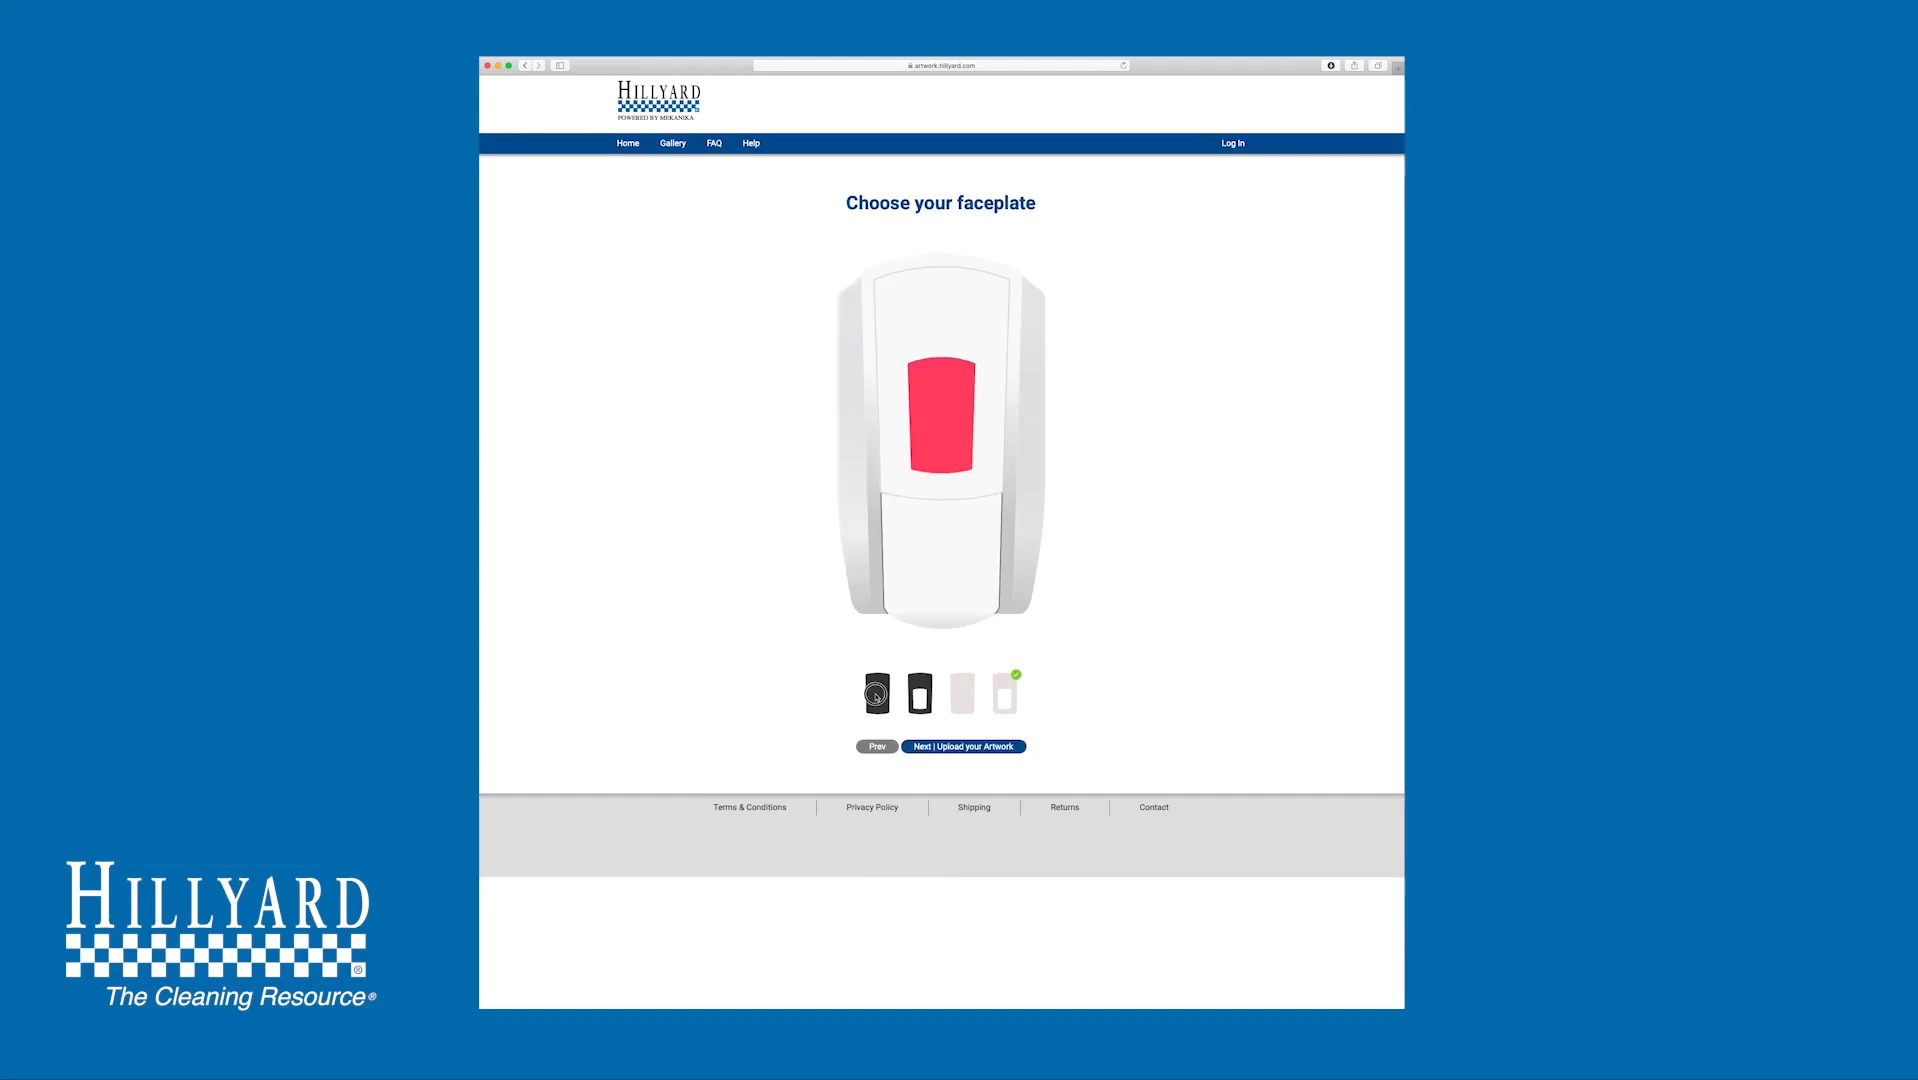 artwork.hillyard.com
HILLYARD
POWERED BY MEKANIKA
Home Gallery FAQ Help Log In
Choose your faceplate
Prev Next | Upload your Artwork
Terms & Conditions Privacy Policy Shipping Returns Contact
HILLYARD
®
The Cleaning Resource®